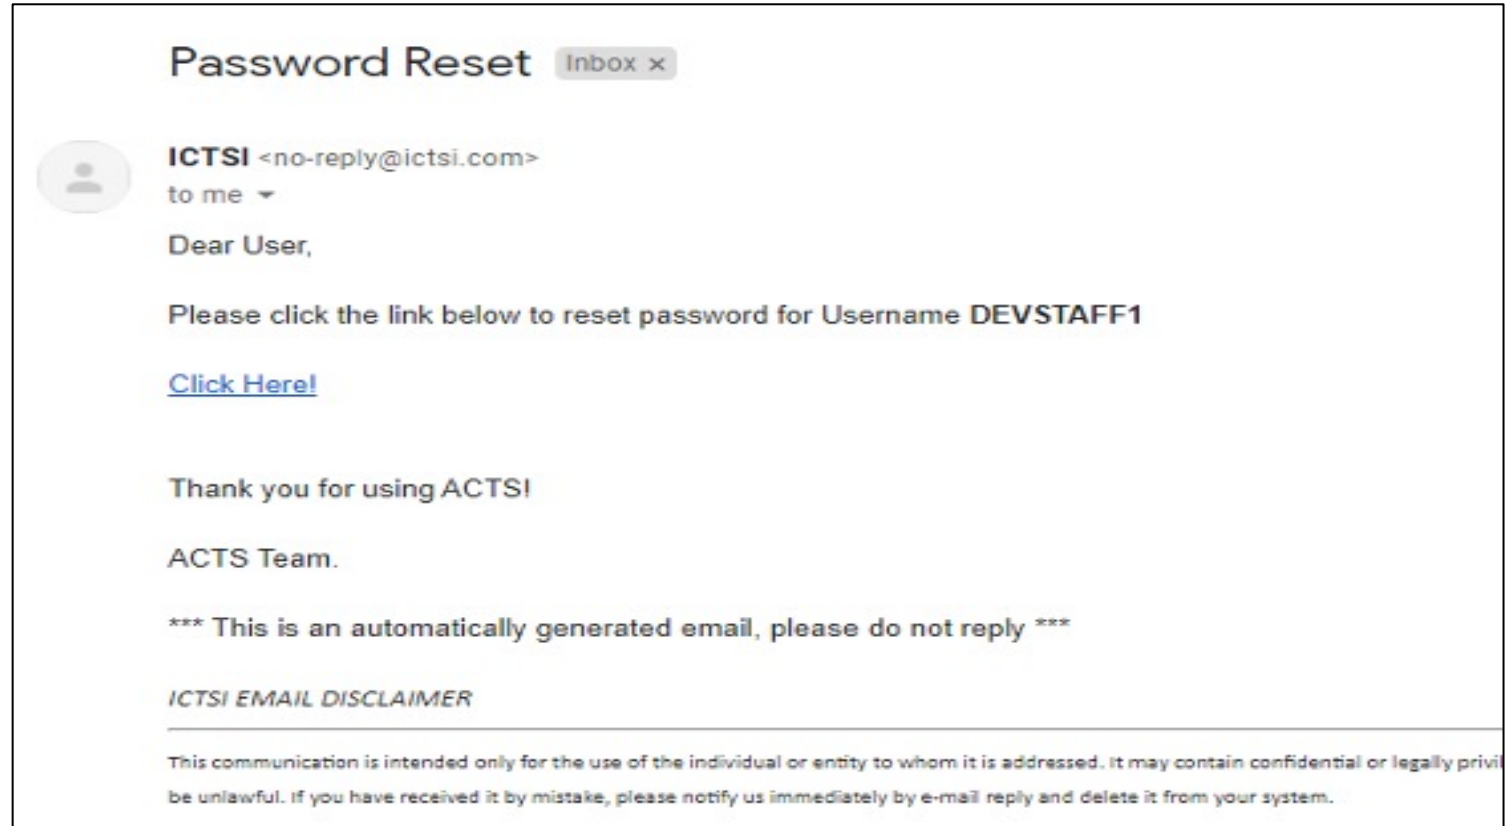 Password Reset Inbox ×
ICTSI <no-reply@ictsi.com>
to me
Dear User,
Please click the link below to reset password for Username DEVSTAFF1
Click Here!
Thank you for using ACTS!
ACTS Team.
*** This is an automatically generated email, please do not reply ***
ICTSI EMAIL DISCLAIMER
This communication is intended only for the use of the individual or entity to whom it is addressed. It may contain confidential or legally
be unlawful. If you have received it by mistake, please notify us immediately by e-mail reply and delete it from your system.